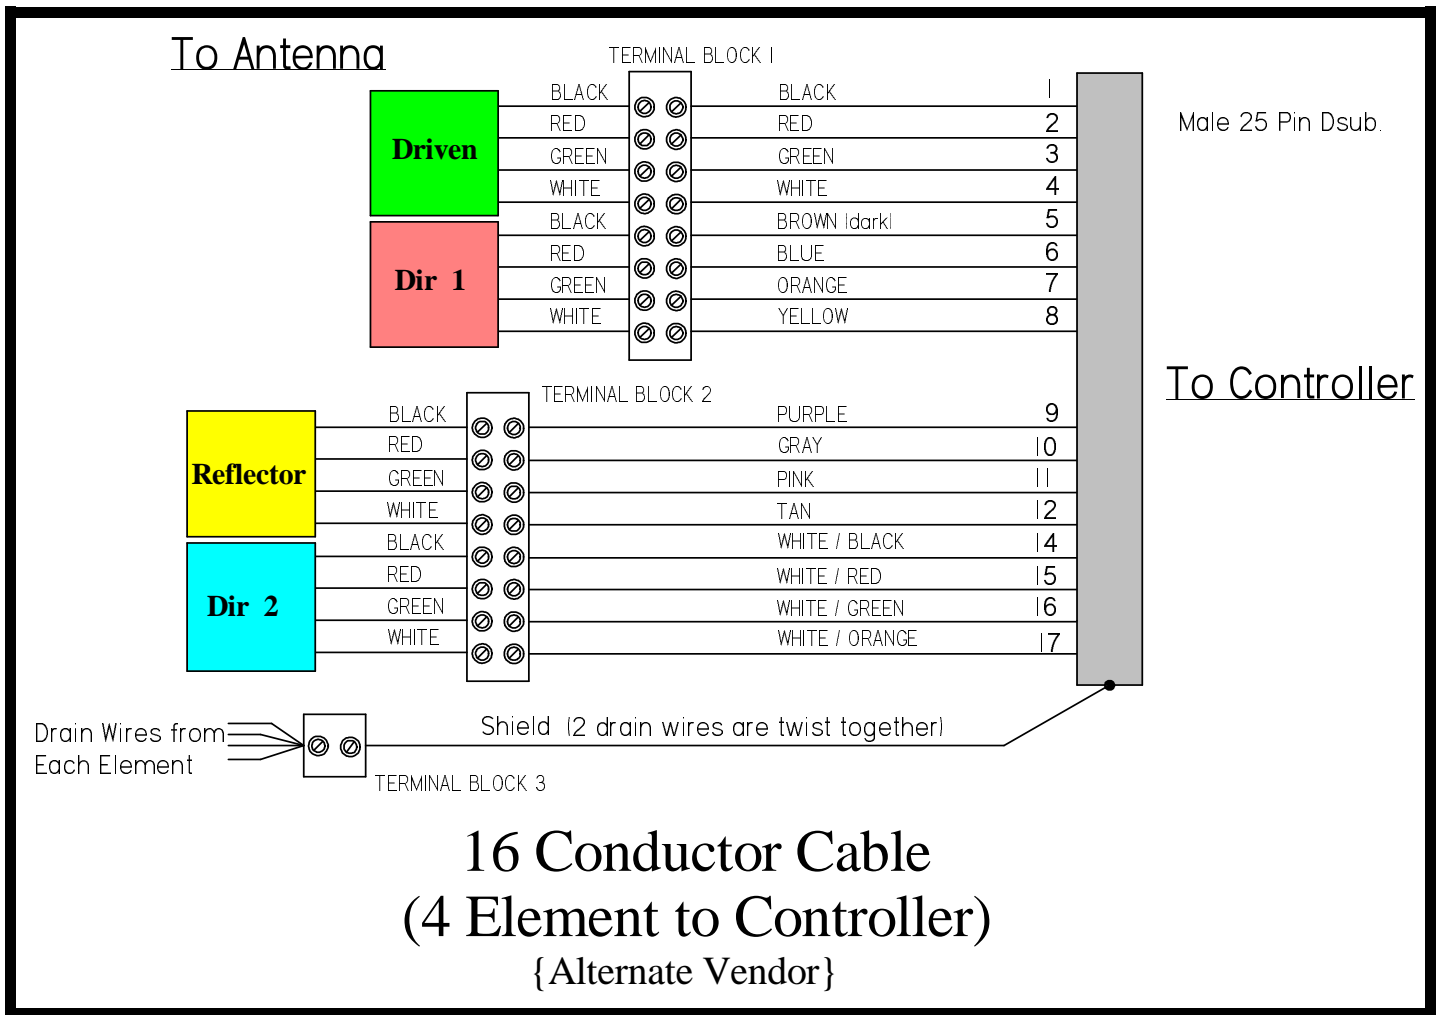 To Antenna
TERMINAL BLOCK 1
BLACK BLACK 1
RED RED 2
Male 25 Pin Dsub.
Driven
GREEN GREEN 3
WHITE WHITE 4
BLACK BROWN (dark) 5
RED BLUE 6
Dir 1
GREEN ORANGE 7
WHITE YELLOW 8
To Controller
TERMINAL BLOCK 2
BLACK PURPLE 9
RED GRAY 10
Reflector
GREEN PINK 11
WHITE TAN 12
BLACK WHITE / BLACK 14
RED WHITE / RED 15
Dir 2
GREEN WHITE / GREEN 16
WHITE WHITE / ORANGE 17
Shield (2 drain wires are twist together)
Drain Wires from
Each Element
TERMINAL BLOCK 3
16 Conductor Cable
(4 Element to Controller)
{Alternate Vendor}